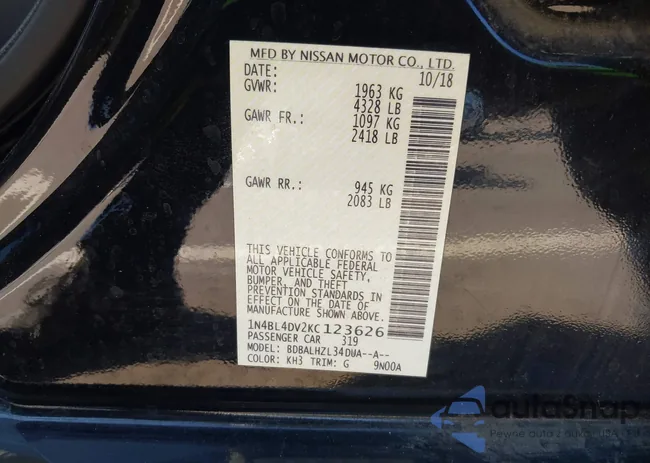 MFD BY NISSAN MOTOR CO., LTD.
DATE: 10/18
GVWR: 1963 KG
4328 LB
GAWR FR.: 1097 KG
2418 LB
GAWR RR.: 945 KG
2083 LB
THIS VEHICLE CONFORMS TO
ALL APPLICABLE FEDERAL
MOTOR VEHICLE SAFETY,
BUMPER, AND THEFT
PREVENTION STANDARDS IN
EFFECT ON THE DATE OF
MANUFACTURE SHOWN ABOVE.
1N4BL4DV2KC123626
PASSENGER CAR 319
MODEL: BDBALHZL34DUA--A--
COLOR: KH3 TRIM: G 9N00A
autoSnap
Pewne auta z